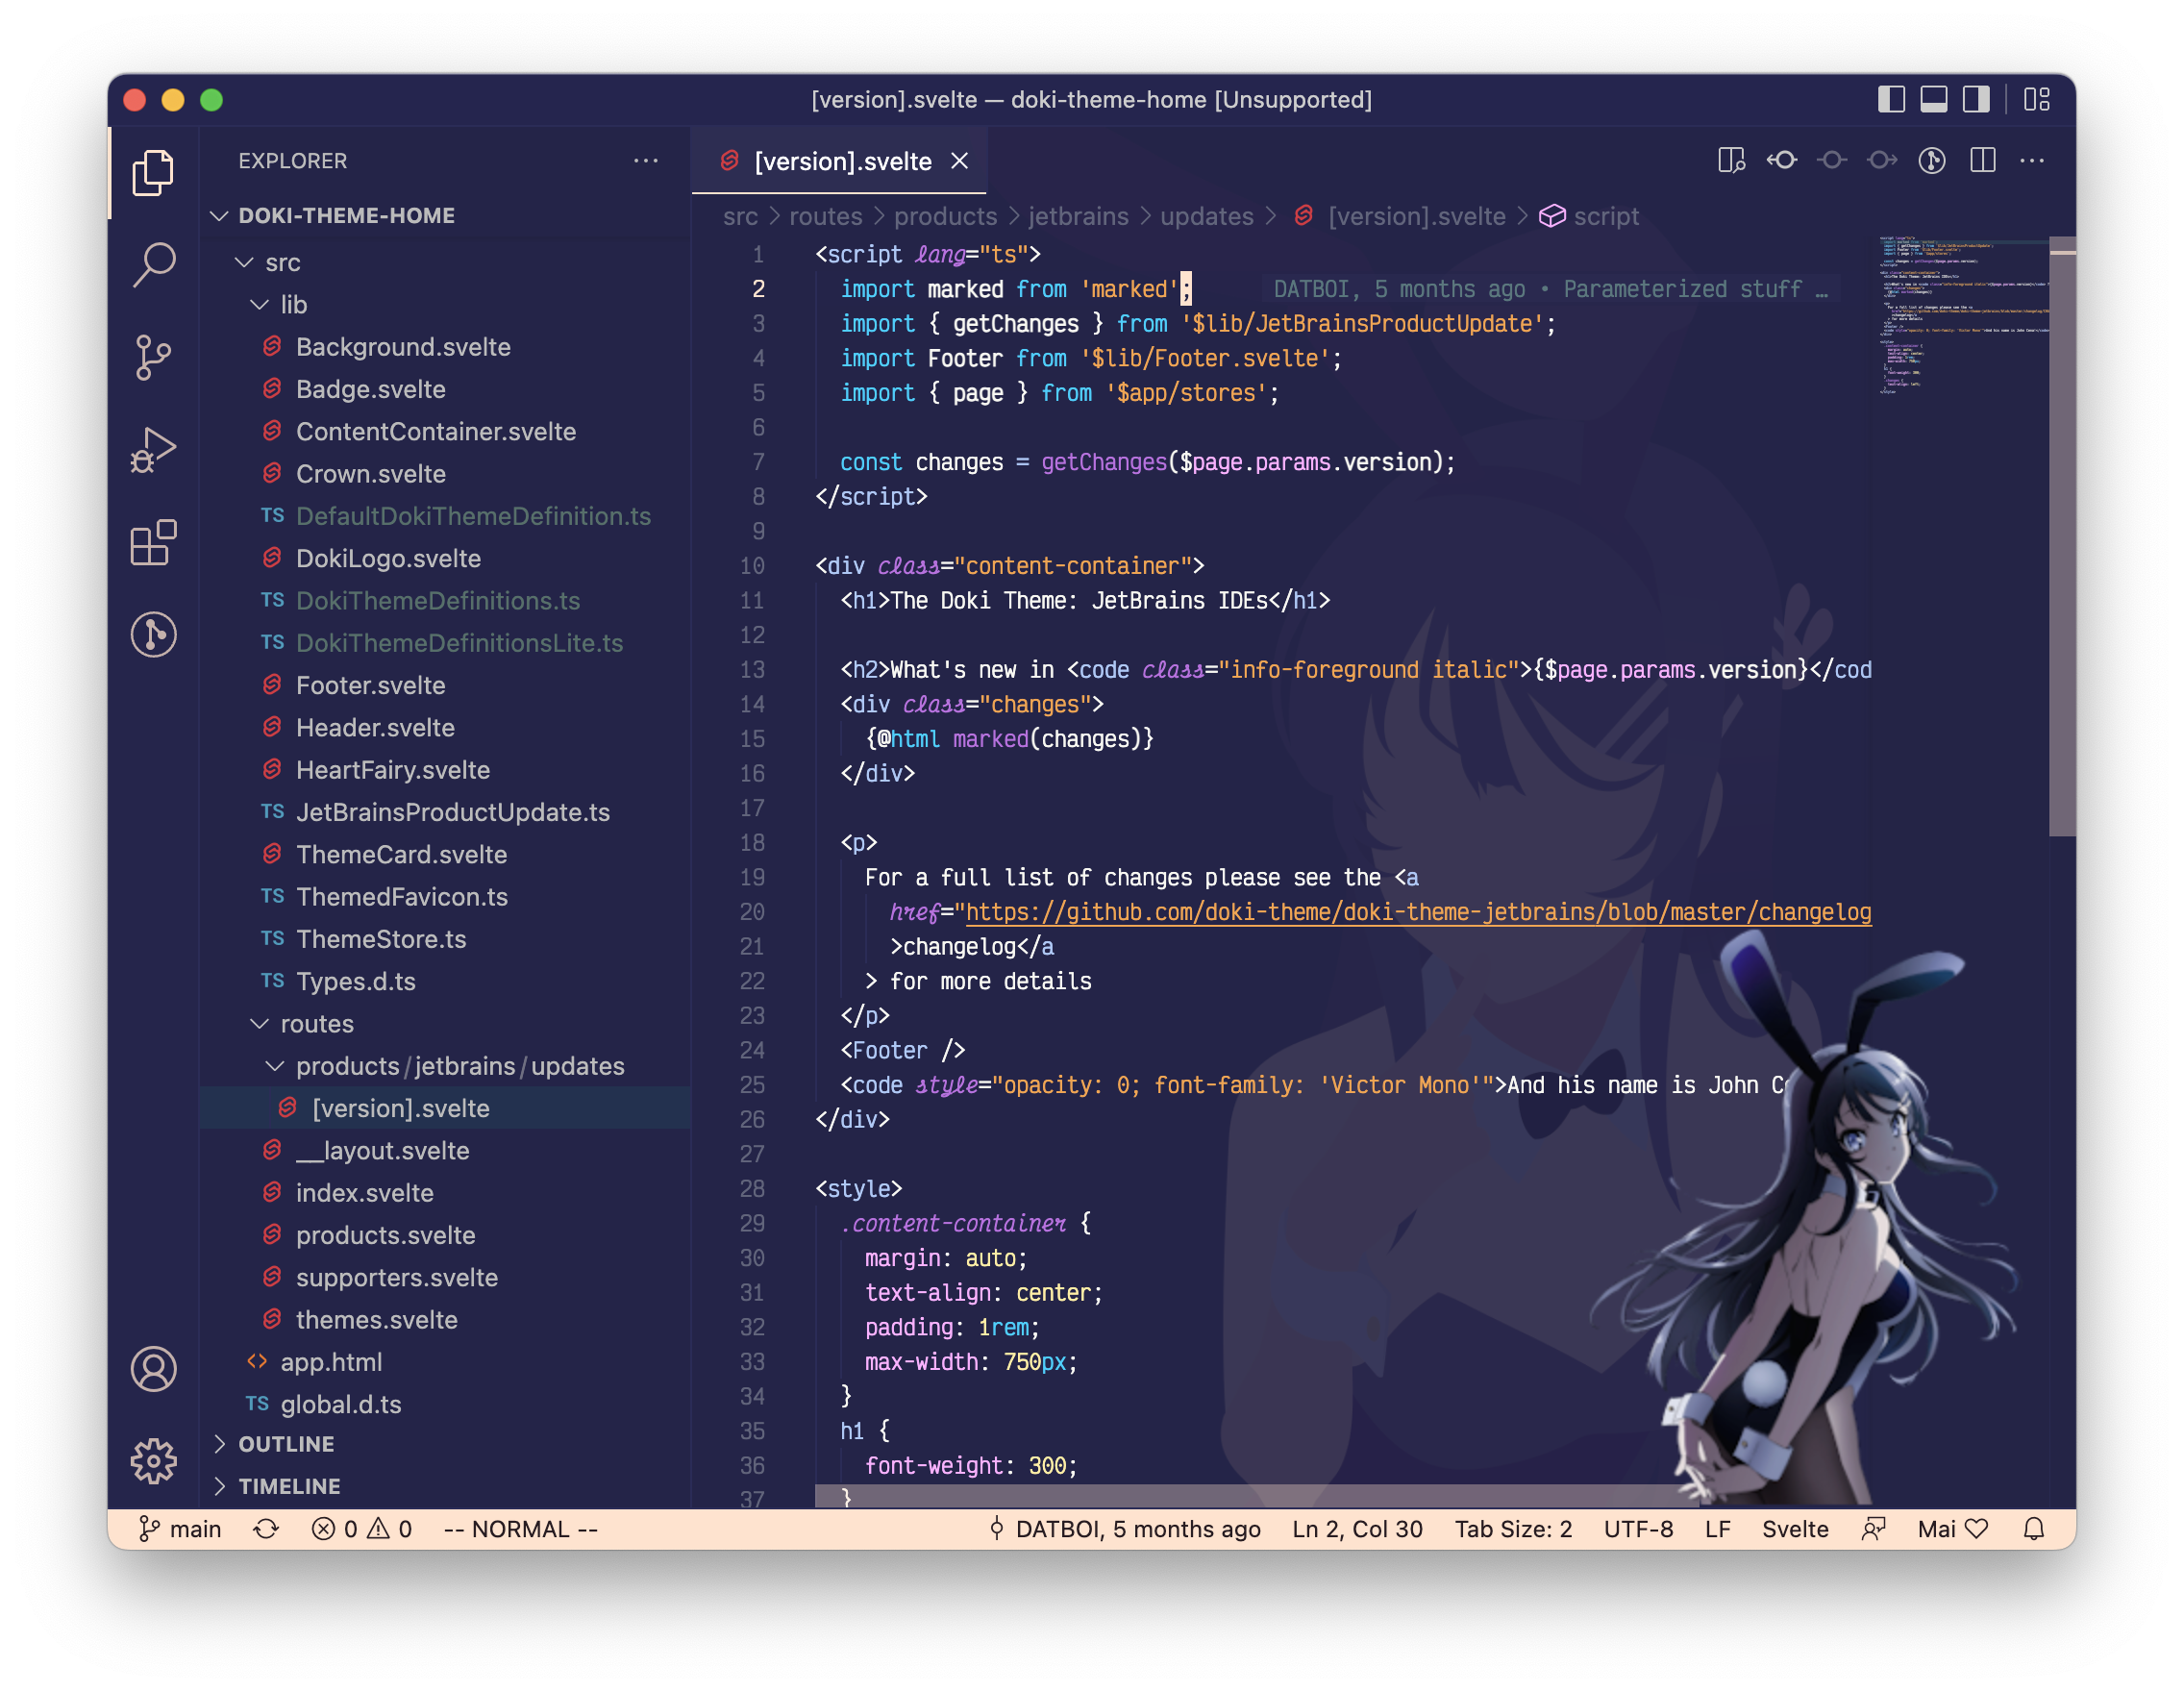 [version].svelte — doki-theme-home [Unsupported]
EXPLORER
DOKI-THEME-HOME
src
lib
Background.svelte
Badge.svelte
ContentContainer.svelte
Crown.svelte
TS DefaultDokiThemeDefinition.ts
DokiLogo.svelte
TS DokiThemeDefinitions.ts
TS DokiThemeDefinitionsLite.ts
Footer.svelte
Header.svelte
HeartFairy.svelte
TS JetBrainsProductUpdate.ts
ThemeCard.svelte
TS ThemedFavicon.ts
TS ThemeStore.ts
TS Types.d.ts
routes
products/jetbrains/updates
[version].svelte
__layout.svelte
index.svelte
products.svelte
supporters.svelte
themes.svelte
<> app.html
TS global.d.ts
OUTLINE
TIMELINE
[version].svelte
src > routes > products > jetbrains > updates > [version].svelte > script
1 <script lang="ts">
2 import marked from 'marked'; DATBOI, 5 months ago • Parameterized stuff …
3 import { getChanges } from '$lib/JetBrainsProductUpdate';
4 import Footer from '$lib/Footer.svelte';
5 import { page } from '$app/stores';
6
7 const changes = getChanges($page.params.version);
8 </script>
9
10 <div class="content-container">
11 <h1>The Doki Theme: JetBrains IDEs</h1>
12
13 <h2>What's new in <code class="info-foreground italic">{$page.params.version}</cod
14 <div class="changes">
15 {@html marked(changes)}
16 </div>
17
18 <p>
19 For a full list of changes please see the <a
20 href="https://github.com/doki-theme/doki-theme-jetbrains/blob/master/changelog
21 >changelog</a
22 > for more details
23 </p>
24 <Footer />
25 <code style="opacity: 0; font-family: 'Victor Mono'">And his name is John
26 </div>
27
28 <style>
29 .content-container {
30 margin: auto;
31 text-align: center;
32 padding: 1rem;
33 max-width: 750px;
34 }
35 h1 {
36 font-weight: 300;
37 }
main 0 0 -- NORMAL -- DATBOI, 5 months ago Ln 2, Col 30 Tab Size: 2 UTF-8 LF Svelte Mai ♡